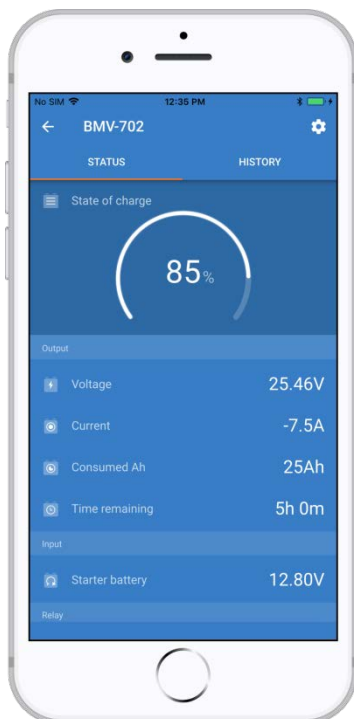 No SIM 12:35 PM
BMV-702
STATUS HISTORY
State of charge
85%
Output
Voltage 25.46V
Current -7.5A
Consumed Ah 25Ah
Time remaining 5h 0m
Input
Starter battery 12.80V
Relay